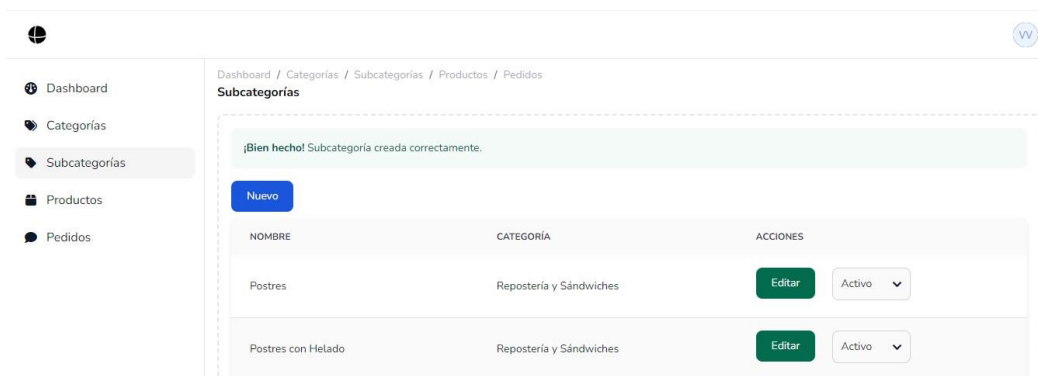 VV
Dashboard
Categorías
Subcategorías
Productos
Pedidos
Dashboard / Categorías / Subcategorías / Productos / Pedidos
Subcategorías
¡Bien hecho! Subcategoría creada correctamente.
Nuevo
NOMBRE CATEGORÍA ACCIONES
Postres Repostería y Sándwiches Editar Activo
Postres con Helado Repostería y Sándwiches Editar Activo